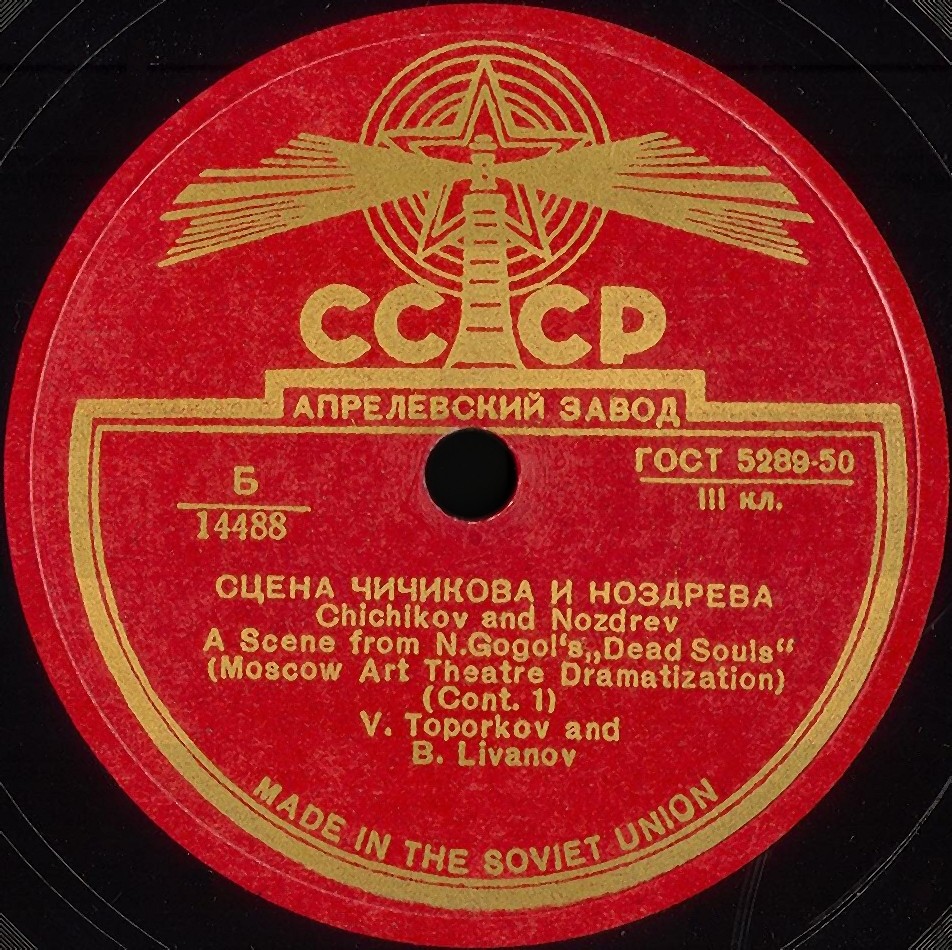 СССР
АПРЕЛЕВСКИЙ ЗАВОД
Б
14488
ГОСТ 5289-50
III кл.
СЦЕНА ЧИЧИКОВА И НОЗДРЕВА
Chichikov and Nozdrev
A Scene from N.Gogol's„Dead Souls“
(Moscow Art Theatre Dramatization)
(Cont. 1)
V. Toporkov and
B. Livanov
MADE IN THE SOVIET UNION